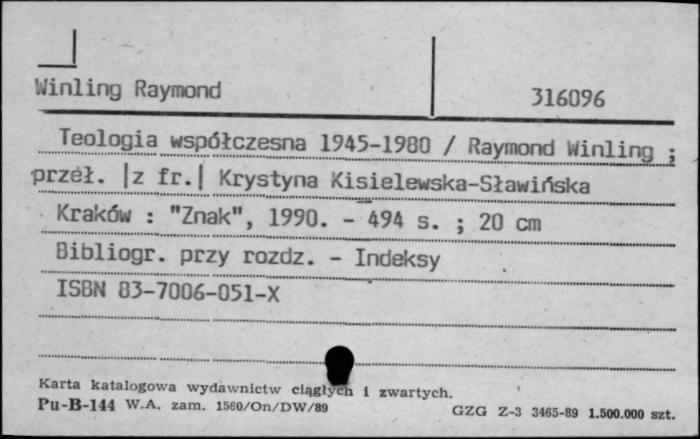 Winling Raymond
316096
Teologia współczesna 1945-1980 / Raymond Winling ;
przeł. |z fr.| Krystyna Kisielewska-Sławińska
Kraków : "Znak", 1990. - 494 s. ; 20 cm
Bibliogr. przy rozdz. - Indeksy
ISBN 83-7006-051-X
Karta katalogowa wydawnictw ciągłych i zwartych.
Pu-B-144 W.A. zam. 1560/On/DW/89 GZG Z-3 3465-89 1.500.000 szt.